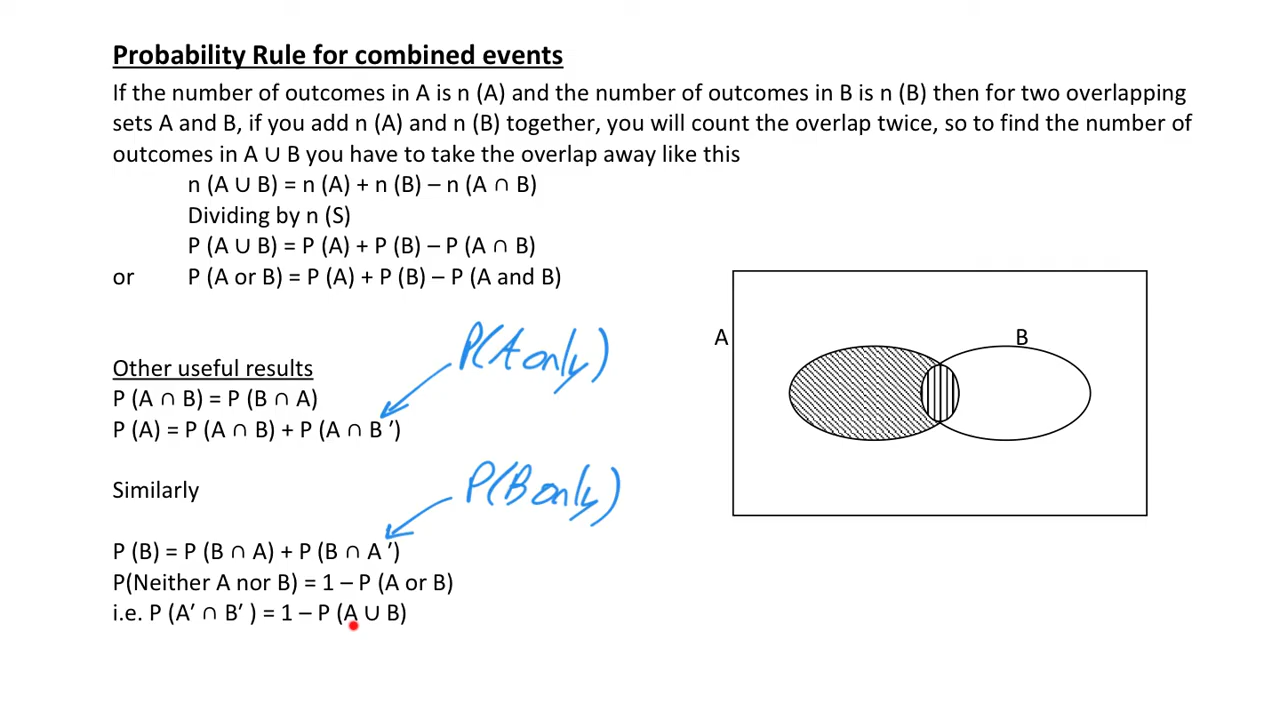 Probability Rule for combined events
If the number of outcomes in A is n (A) and the number of outcomes in B is n (B) then for two overlapping
sets A and B, if you add n (A) and n (B) together, you will count the overlap twice, so to find the number of
outcomes in A ∪ B you have to take the overlap away like this
n (A ∪ B) = n (A) + n (B) – n (A ∩ B)
Dividing by n (S)
P (A ∪ B) = P (A) + P (B) – P (A ∩ B)
or P (A or B) = P (A) + P (B) – P (A and B)
P(A only)
Other useful results
P (A ∩ B) = P (B ∩ A)
P (A) = P (A ∩ B) + P (A ∩ B ′)
Similarly
P(B only)
P (B) = P (B ∩ A) + P (B ∩ A ′)
P(Neither A nor B) = 1 – P (A or B)
i.e. P (A′ ∩ B′ ) = 1 – P (A ∪ B)
A
B